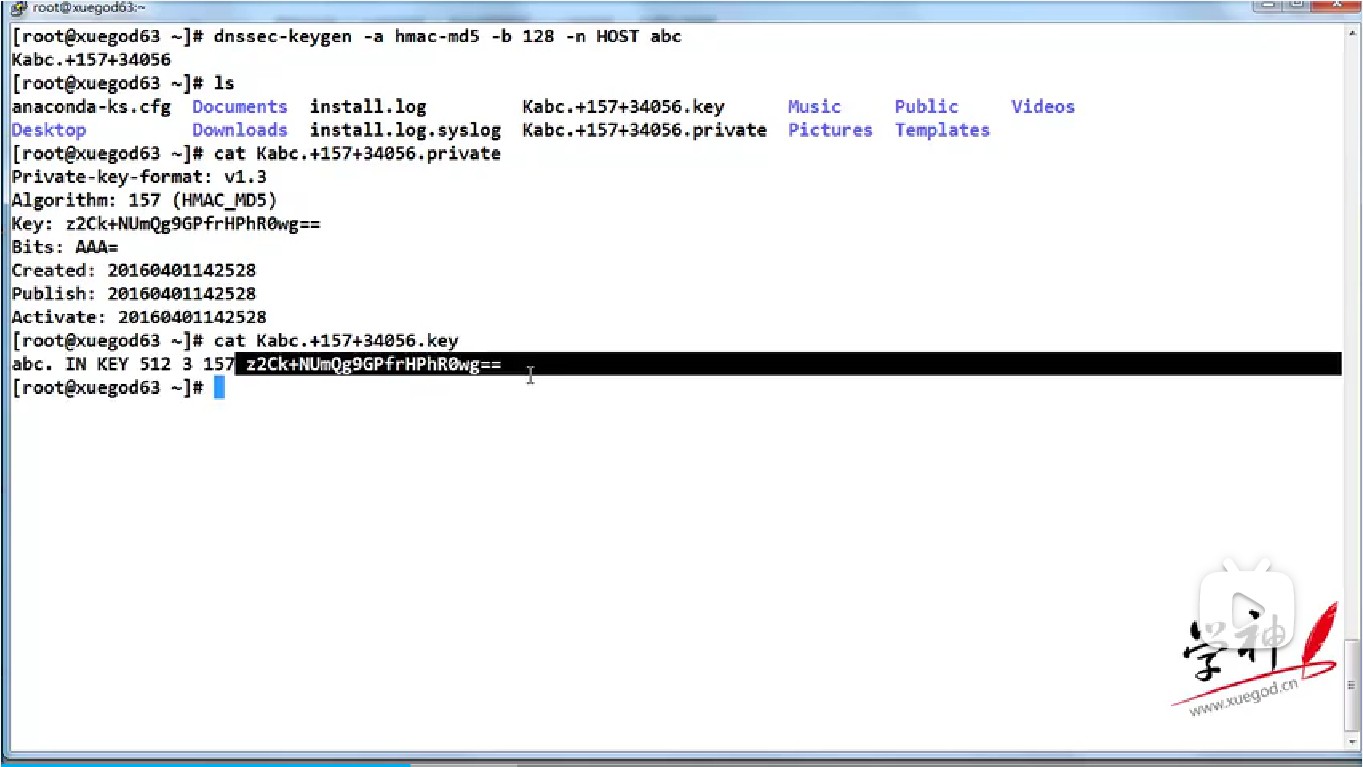 root@xuegod63:~
[root@xuegod63 ~]# dnssec-keygen -a hmac-md5 -b 128 -n HOST abc
Kabc.+157+34056
[root@xuegod63 ~]# ls
anaconda-ks.cfg Documents install.log Kabc.+157+34056.key Music Public Videos
Desktop Downloads install.log.syslog Kabc.+157+34056.private Pictures Templates
[root@xuegod63 ~]# cat Kabc.+157+34056.private
Private-key-format: v1.3
Algorithm: 157 (HMAC_MD5)
Key: z2Ck+NUmQg9GPfrHPhR0wg==
Bits: AAA=
Created: 20160401142528
Publish: 20160401142528
Activate: 20160401142528
[root@xuegod63 ~]# cat Kabc.+157+34056.key
abc. IN KEY 512 3 157 z2Ck+NUmQg9GPfrHPhR0wg==
[root@xuegod63 ~]#
学神
www.xuegod.cn